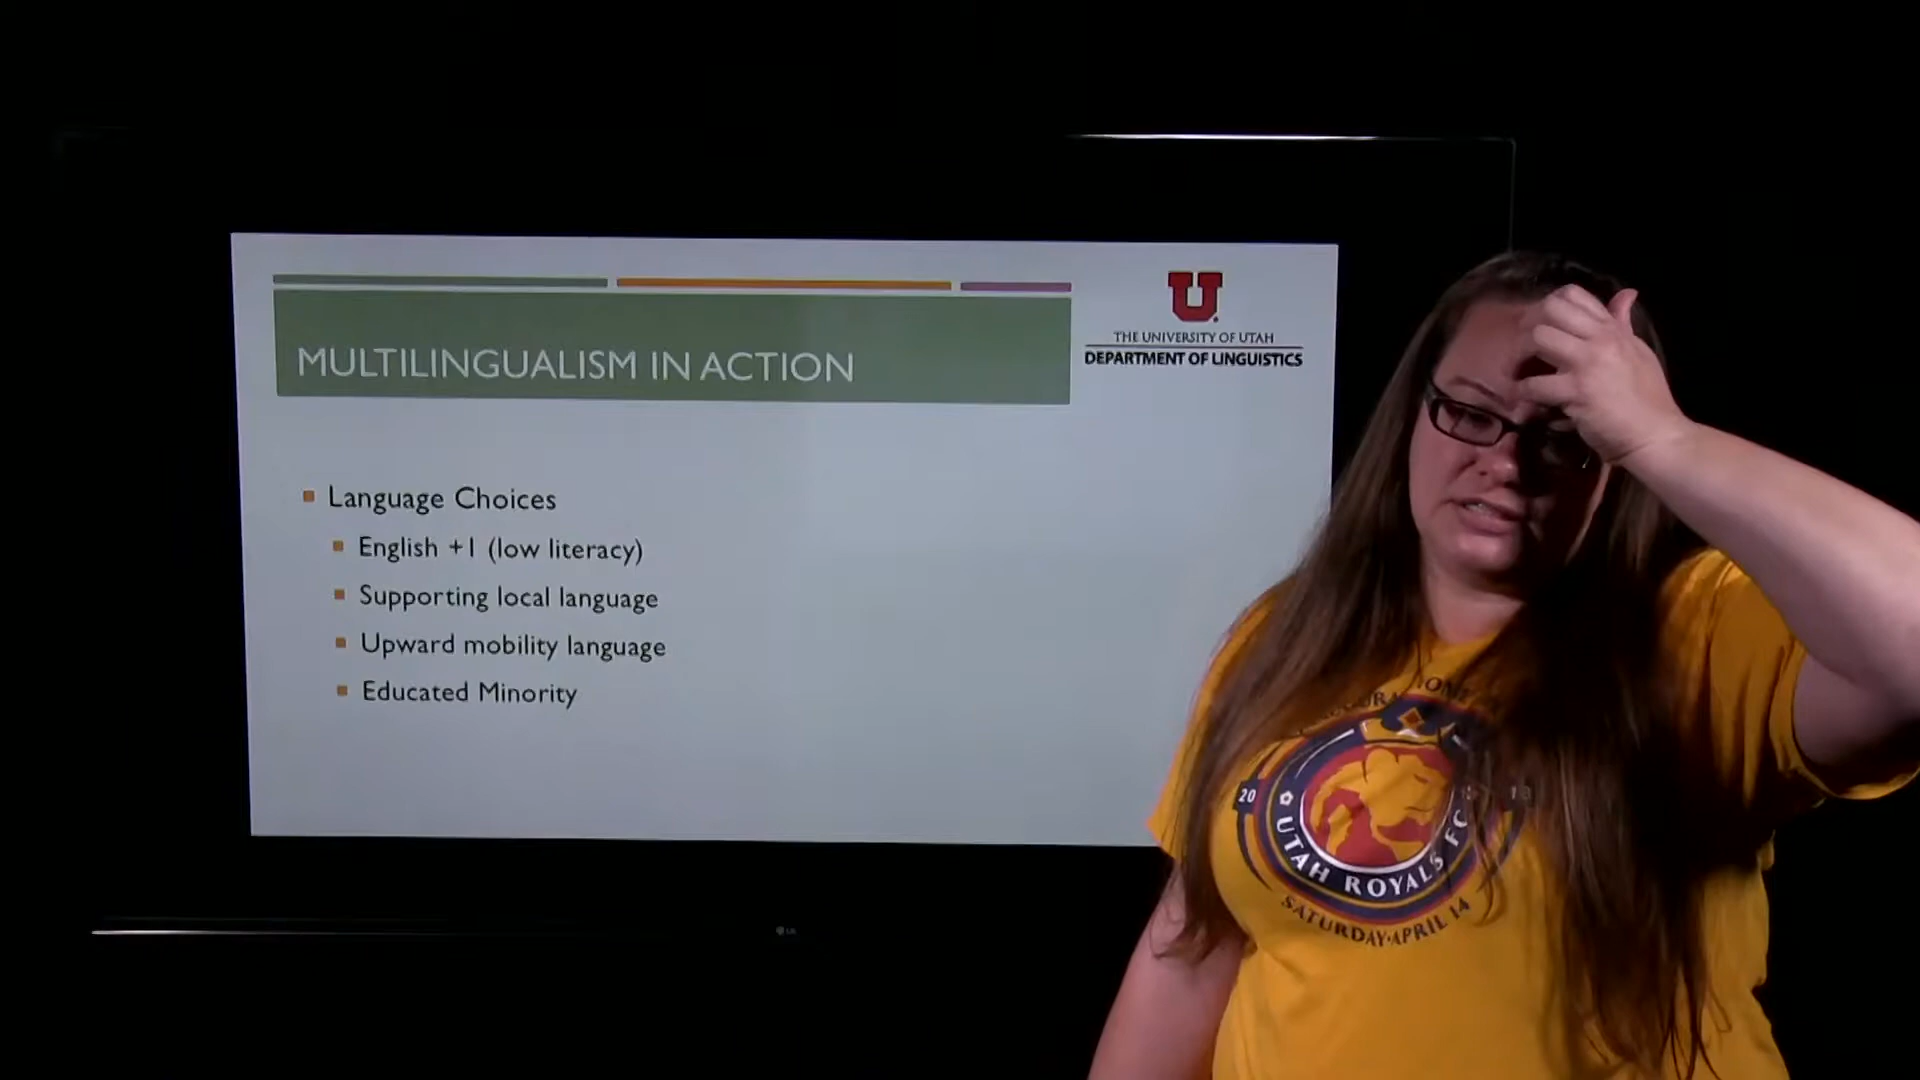 U
THE UNIVERSITY OF UTAH
DEPARTMENT OF LINGUISTICS
MULTILINGUALISM IN ACTION
Language Choices
English +1 (low literacy)
Supporting local language
Upward mobility language
Educated Minority
20
UTAH ROYALS FC
SATURDAY·APRIL 14
LG